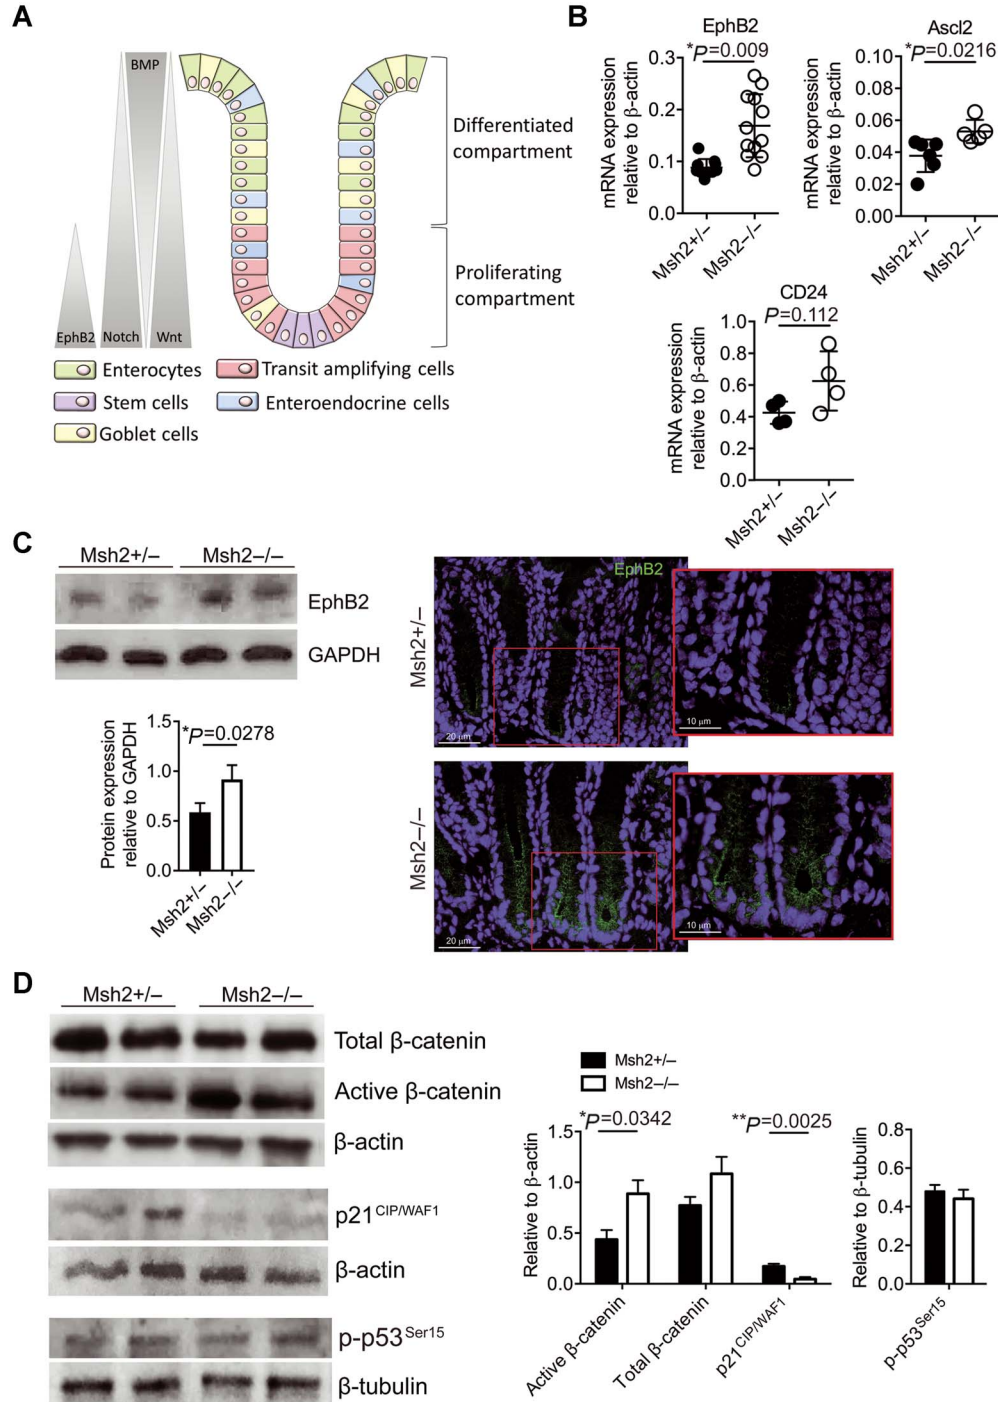 A
BMP
EphB2
Notch
Wnt
Differentiated
compartment
Proliferating
compartment
Enterocytes
Transit amplifying cells
Stem cells
Enteroendocrine cells
Goblet cells
B
EphB2
*P=0.009
mRNA expression
relative to β-actin
0.3
0.2
0.1
0.0
Msh2+/–
Msh2–/–
Ascl2
*P=0.0216
mRNA expression
relative to β-actin
0.10
0.08
0.06
0.04
0.02
0.00
Msh2+/–
Msh2–/–
CD24
P=0.112
mRNA expression
relative to β-actin
1.0
0.8
0.6
0.4
0.2
0.0
Msh2+/–
Msh2–/–
C
Msh2+/–
Msh2–/–
EphB2
GAPDH
*P=0.0278
Protein expression
relative to GAPDH
1.5
1.0
0.5
0.0
Msh2+/–
Msh2–/–
EphB2
Msh2+/–
20 μm
10 μm
Msh2–/–
20 μm
10 μm
D
Msh2+/–
Msh2–/–
Total β-catenin
Active β-catenin
β-actin
p21CIP/WAF1
β-actin
p-p53Ser15
β-tubulin
Msh2+/–
Msh2–/–
*P=0.0342
**P=0.0025
Relative to β-actin
1.5
1.0
0.5
0.0
Active β-catenin
Total β-catenin
p21CIP/WAF1
Relative to β-tubulin
0.8
0.6
0.4
0.2
0.0
p-p53Ser15